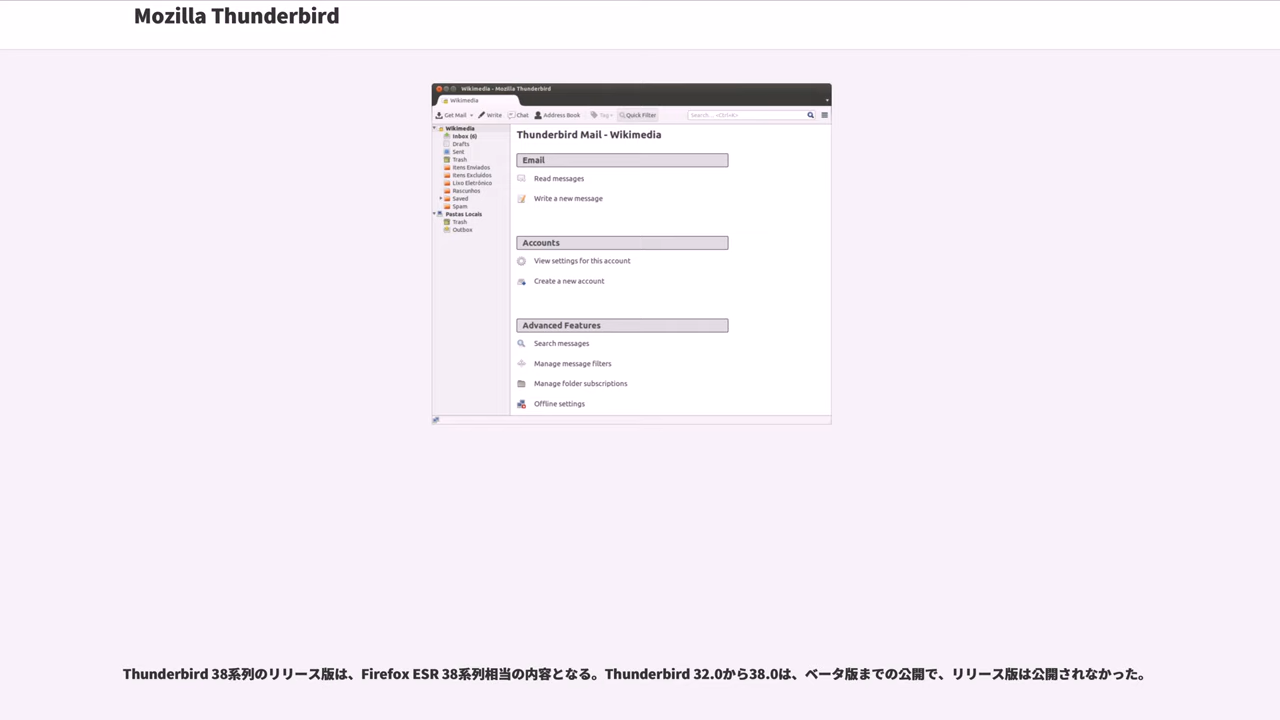 Mozilla Thunderbird
Wikimedia - Mozilla Thunderbird
Wikimedia
Get Mail Write Chat Address Book Tag Quick Filter Search... <Ctrl+K>
Wikimedia
Inbox (6)
Drafts
Sent
Trash
Itens Enviados
Itens Excluídos
Lixo Eletrônico
Rascunhos
Saved
Spam
Pastas Locais
Trash
Outbox
Thunderbird Mail - Wikimedia
Email
Read messages
Write a new message
Accounts
View settings for this account
Create a new account
Advanced Features
Search messages
Manage message filters
Manage folder subscriptions
Offline settings
Thunderbird 38系列のリリース版は、Firefox ESR 38系列相当の内容となる。Thunderbird 32.0から38.0は、ベータ版までの公開で、リリース版は公開されなかった。